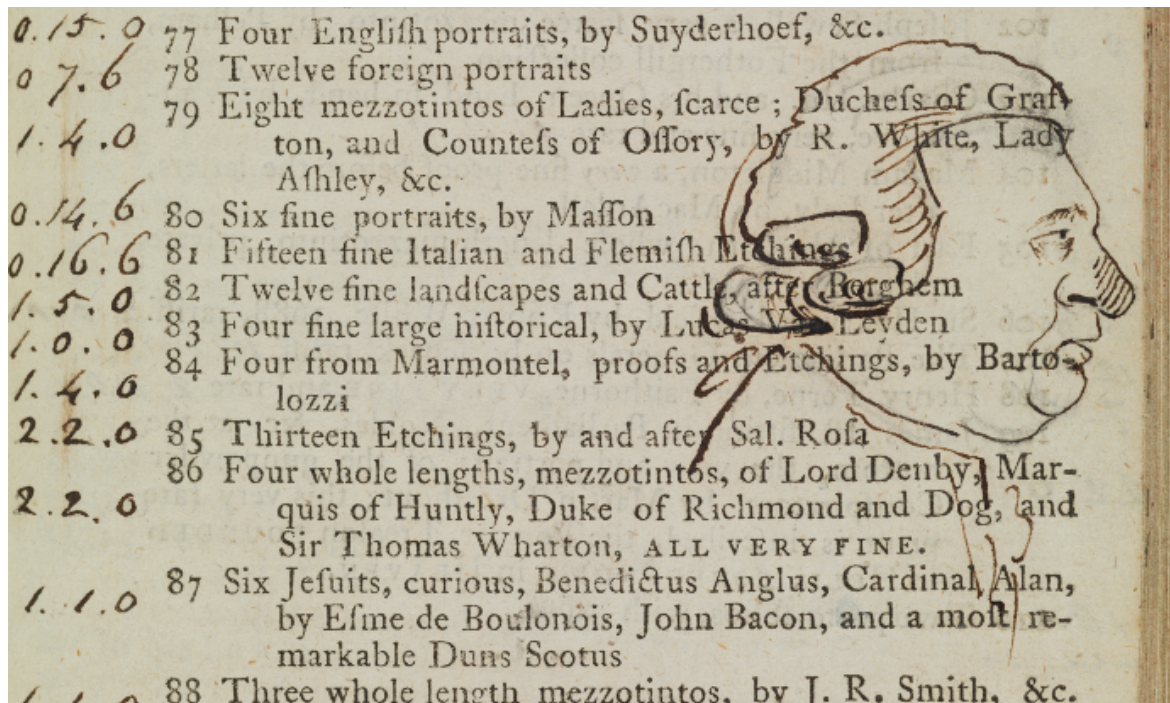 0.15.0 77 Four Engliſh portraits, by Suyderhoef, &c.
0 7.6 78 Twelve foreign portraits
79 Eight mezzotintos of Ladies, ſcarce ; Ducheſs of Graf-
1.4.0 ton, and Counteſs of Oſſory, by R. White, Lady
Aſhley, &c.
0.14.6 80 Six fine portraits, by Maſſon
0.16.6 81 Fifteen fine Italian and Flemiſh Etchings
1.5.0 82 Twelve fine landſcapes and Cattle, after Berghem
1.0.0 83 Four fine large hiſtorical, by Lucas Van Leyden
84 Four from Marmontel, proofs and Etchings, by Barto-
1.4.0 lozzi
2.2.0 85 Thirteen Etchings, by and after Sal. Roſa
86 Four whole lengths, mezzotintos, of Lord Denby, Mar-
2.2.0 quis of Huntly, Duke of Richmond and Dog, and
Sir Thomas Wharton, ALL VERY FINE.
87 Six Jeſuits, curious, Benedictus Anglus, Cardinal Alan,
1.1.0 by Eſme de Boulonois, John Bacon, and a moſt re-
markable Duns Scotus
88 Three whole length mezzotintos, by J. R. Smith, &c.